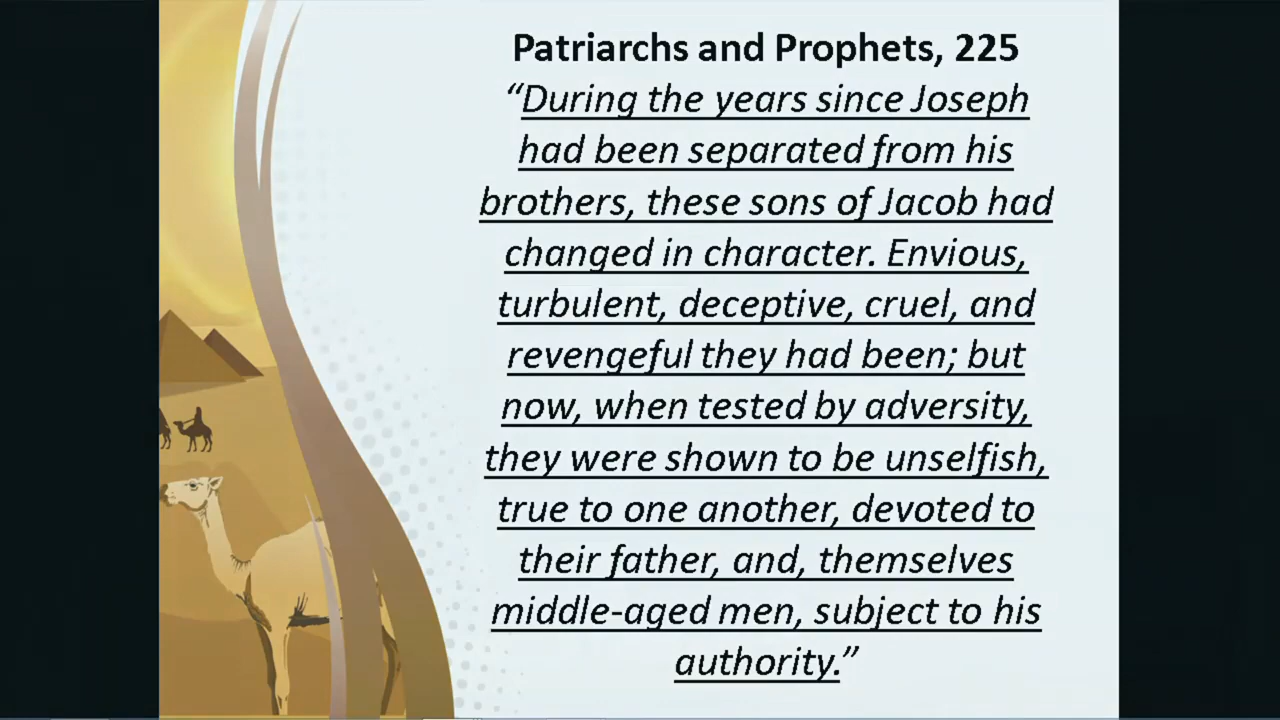 Patriarchs and Prophets, 225
“During the years since Joseph
had been separated from his
brothers, these sons of Jacob had
changed in character. Envious,
turbulent, deceptive, cruel, and
revengeful they had been; but
now, when tested by adversity,
they were shown to be unselfish,
true to one another, devoted to
their father, and, themselves
middle-aged men, subject to his
authority.”